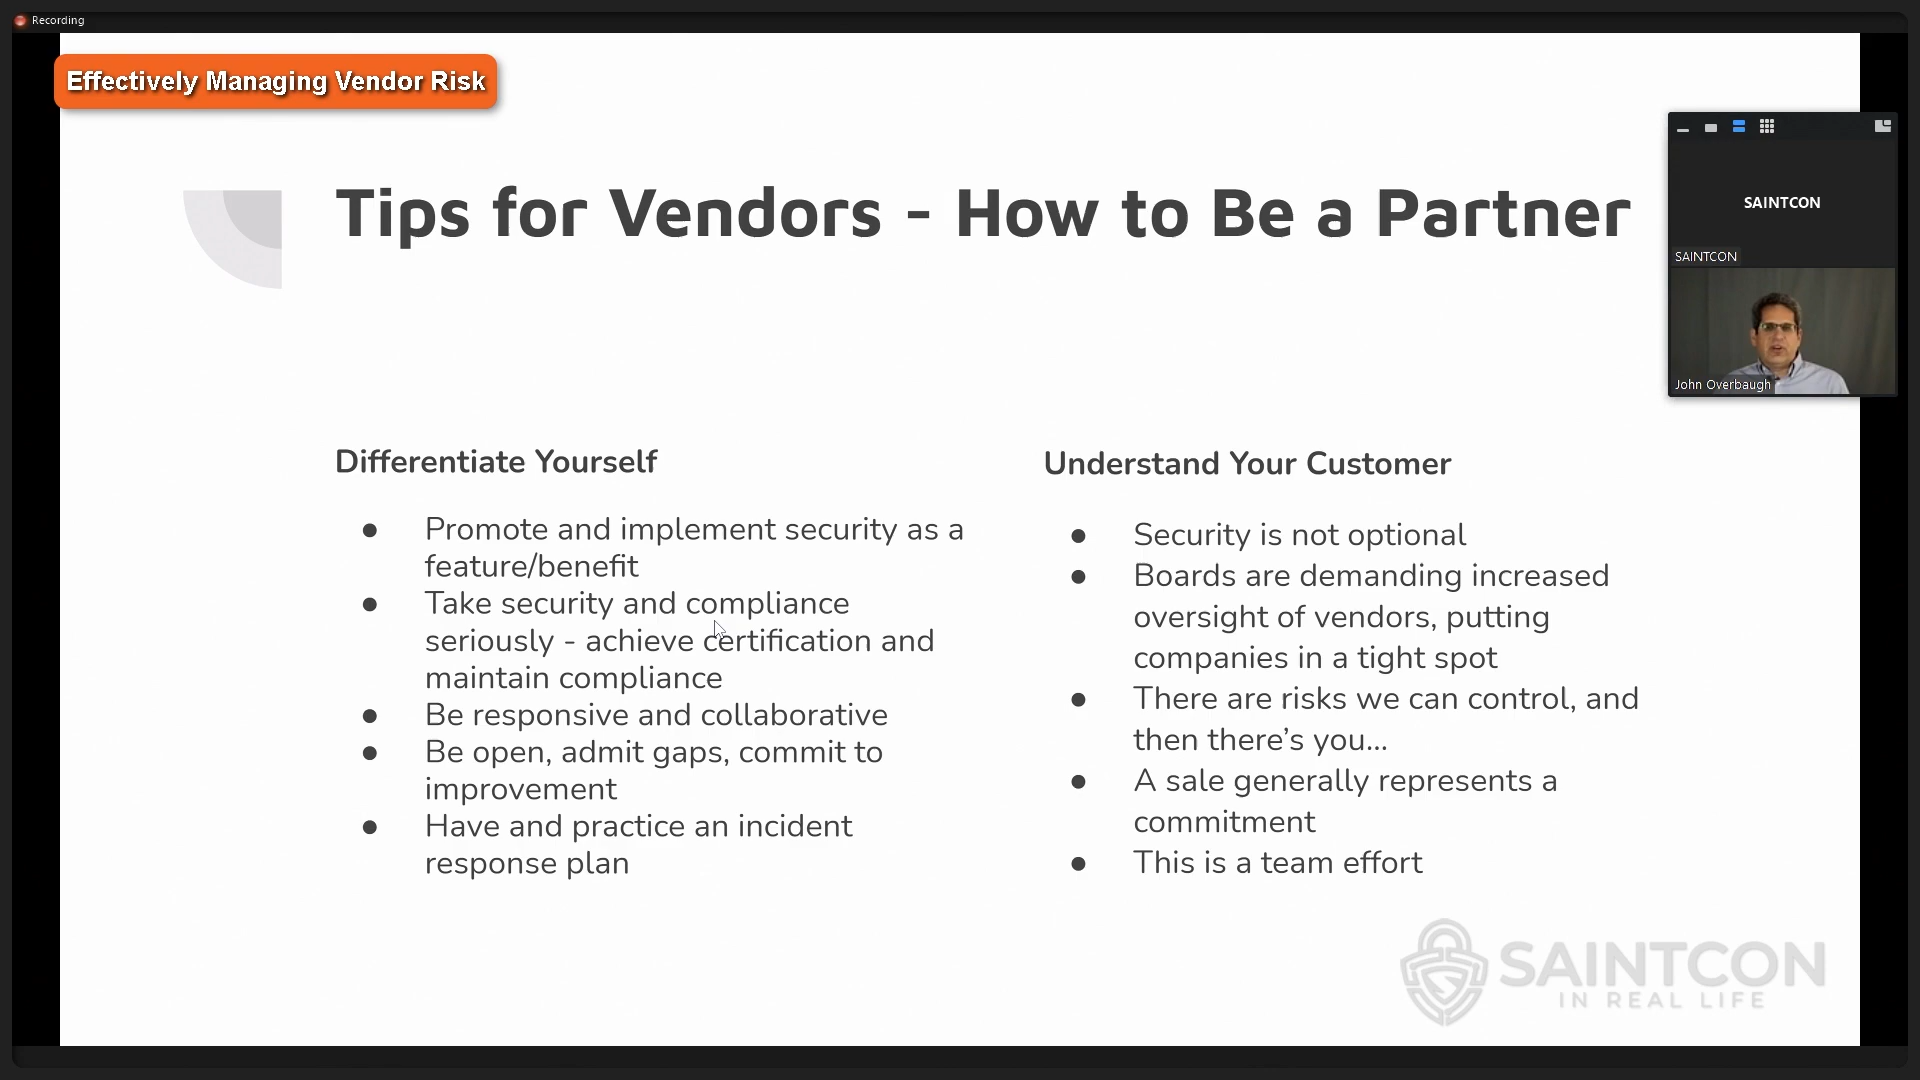 Recording
Effectively Managing Vendor Risk
Tips for Vendors - How to Be a Partner
SAINTCON
SAINTCON
John Overbaugh
Differentiate Yourself
● Promote and implement security as a
feature/benefit
● Take security and compliance
seriously - achieve certification and
maintain compliance
● Be responsive and collaborative
● Be open, admit gaps, commit to
improvement
● Have and practice an incident
response plan
Understand Your Customer
● Security is not optional
● Boards are demanding increased
oversight of vendors, putting
companies in a tight spot
● There are risks we can control, and
then there’s you...
● A sale generally represents a
commitment
● This is a team effort
SAINTCON
IN REAL LIFE